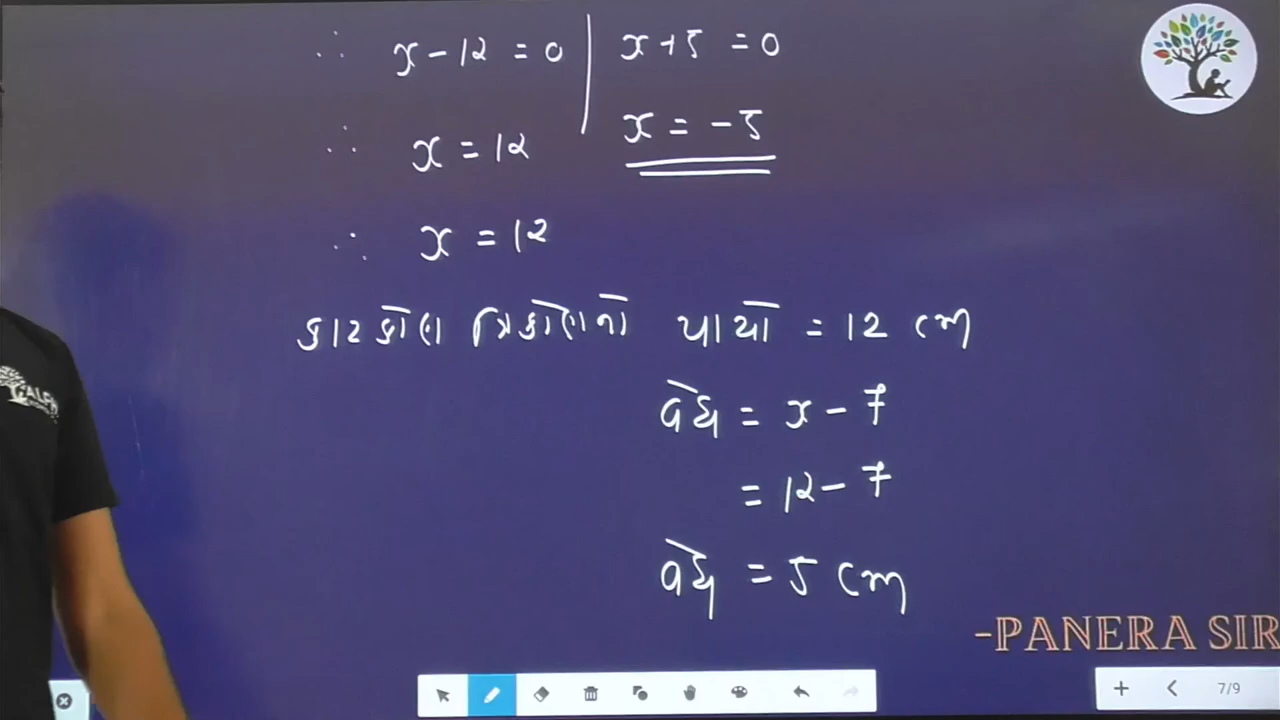 ∴ x - 12 = 0 | x + 5 = 0
∴ x = 12 x = - 5
∴ x = 12
કાટકોણ ત્રિકોણનો પાયો = 12 cm
વેધ = x - 7
= 12 - 7
વેધ = 5 cm
-PANERA SIR
7/9